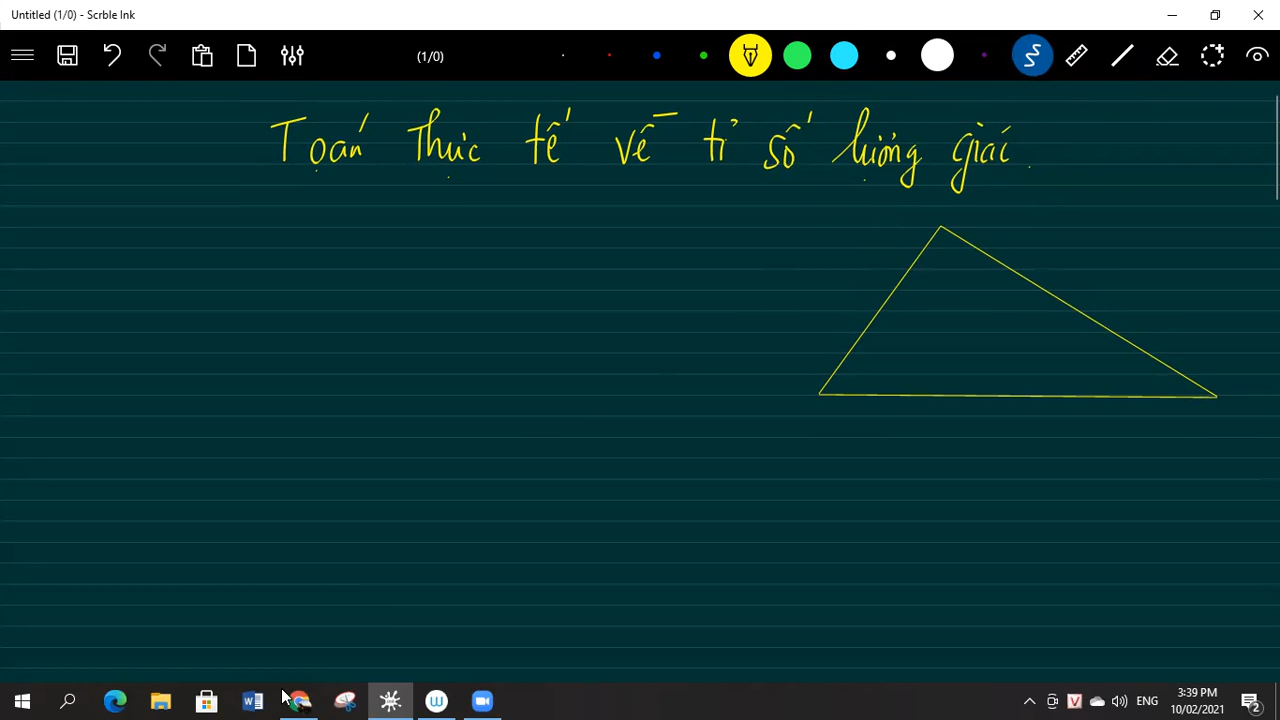 Untitled (1/0) - Scrble Ink
(1/0)
Toán thực tế về tỉ số lượng giác.
ENG
3:39 PM
10/02/2021
2